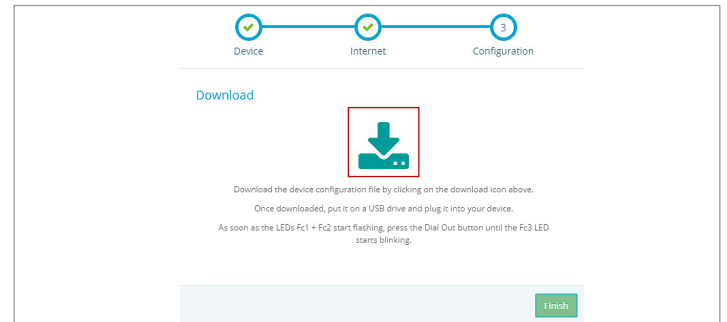 3
Device Internet Configuration
Download
Download the device configuration file by clicking on the download icon above.
Once downloaded, put it on a USB drive and plug it into your device.
As soon as the LEDs Fc1 + Fc2 start flashing, press the Dial Out button until the Fc3 LED
starts blinking.
Finish